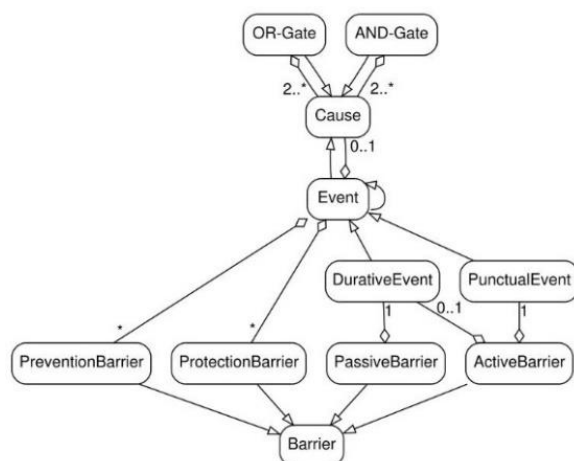 OR-Gate AND-Gate
2..* 2..*
Cause
0..1
Event
DurativeEvent PunctualEvent
1 0..1 1
* *
PreventionBarrier ProtectionBarrier PassiveBarrier ActiveBarrier
Barrier